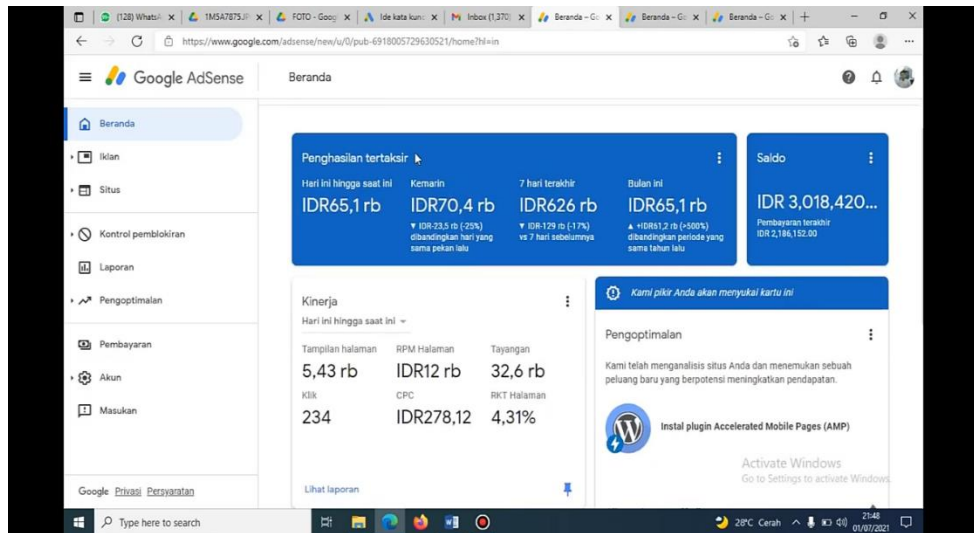 (128) WhatsA
1M5A7875.JP
FOTO - Goog
Ide kata kunc
Inbox (1,370)
Beranda - Go
Beranda - Go
Beranda - Go
https://www.google.com/adsense/new/u/0/pub-6918005729630521/home?hl=in
Google AdSense
Beranda
Beranda
Iklan
Situs
Kontrol pemblokiran
Laporan
Pengoptimalan
Pembayaran
Akun
Masukan
Google Privasi Persyaratan
Penghasilan tertaksir
Hari ini hingga saat ini
IDR65,1 rb
Kemarin
IDR70,4 rb
▼ IDR-23,5 rb (-25%)
dibandingkan hari yang
sama pekan lalu
7 hari terakhir
IDR626 rb
▼ IDR-129 rb (-17%)
vs 7 hari sebelumnya
Bulan ini
IDR65,1 rb
▲ +IDR61,2 rb (>500%)
dibandingkan periode yang
sama tahun lalu
Saldo
IDR 3,018,420...
Pembayaran terakhir
IDR 2,186,152.00
Kinerja
Hari ini hingga saat ini
Tampilan halaman
5,43 rb
RPM Halaman
IDR12 rb
Tayangan
32,6 rb
Klik
234
CPC
IDR278,12
RKT Halaman
4,31%
Lihat laporan
Kami pikir Anda akan menyukai kartu ini
Pengoptimalan
Kami telah menganalisis situs Anda dan menemukan sebuah
peluang baru yang berpotensi meningkatkan pendapatan.
Instal plugin Accelerated Mobile Pages (AMP)
Activate Windows
Go to Settings to activate Windows.
Type here to search
28°C Cerah
21:48
01/07/2021